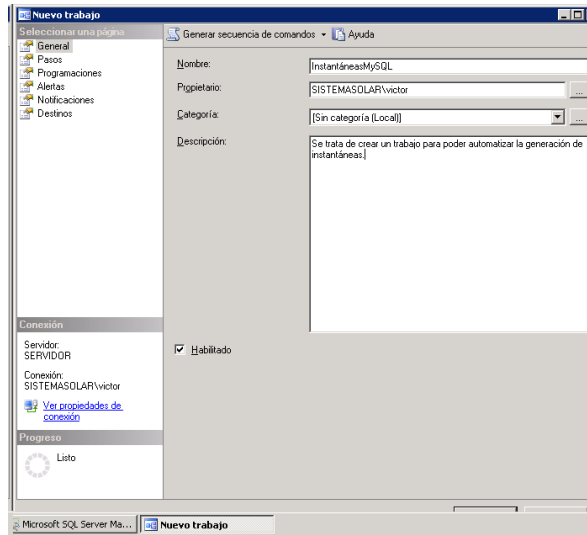 Nuevo trabajo
Seleccionar una página
General
Pasos
Programaciones
Alertas
Notificaciones
Destinos
Generar secuencia de comandos
Ayuda
Nombre:
InstantáneasMySQL
Propietario:
SISTEMASOLAR\victor
...
Categoría:
[Sin categoría (Local)]
...
Descripción:
Se trata de crear un trabajo para poder automatizar la generación de
instantáneas.
Habilitado
Conexión
Servidor:
SERVIDOR
Conexión:
SISTEMASOLAR\victor
Ver propiedades de
conexión
Progreso
Listo
Microsoft SQL Server Ma...
Nuevo trabajo